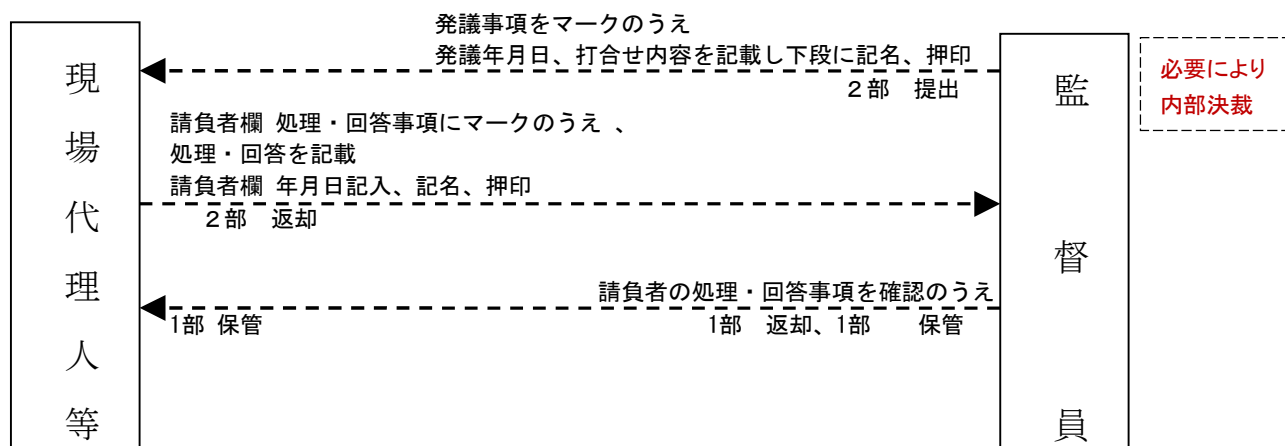 発議事項をマークのうえ
発議年月日、打合せ内容を記載し下段に記名、押印
２部　提出
必要により
内部決裁
現場代理人等
監督員
請負者欄 処理・回答事項にマークのうえ 、
処理・回答を記載
請負者欄 年月日記入、記名、押印
２部　返却
請負者の処理・回答事項を確認のうえ
1部 保管
1部　返却、1部　　保管